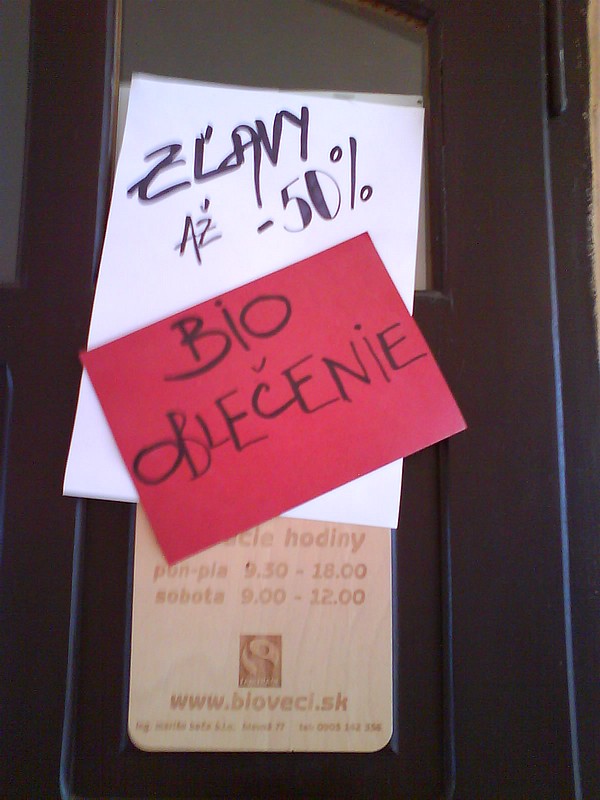 ZĽAVY
AŽ -50%
BIO
OBLEČENIE
hodiny
pon-pia 9.30 - 18.00
sobota 9.00 - 12.00
www.bioveci.sk